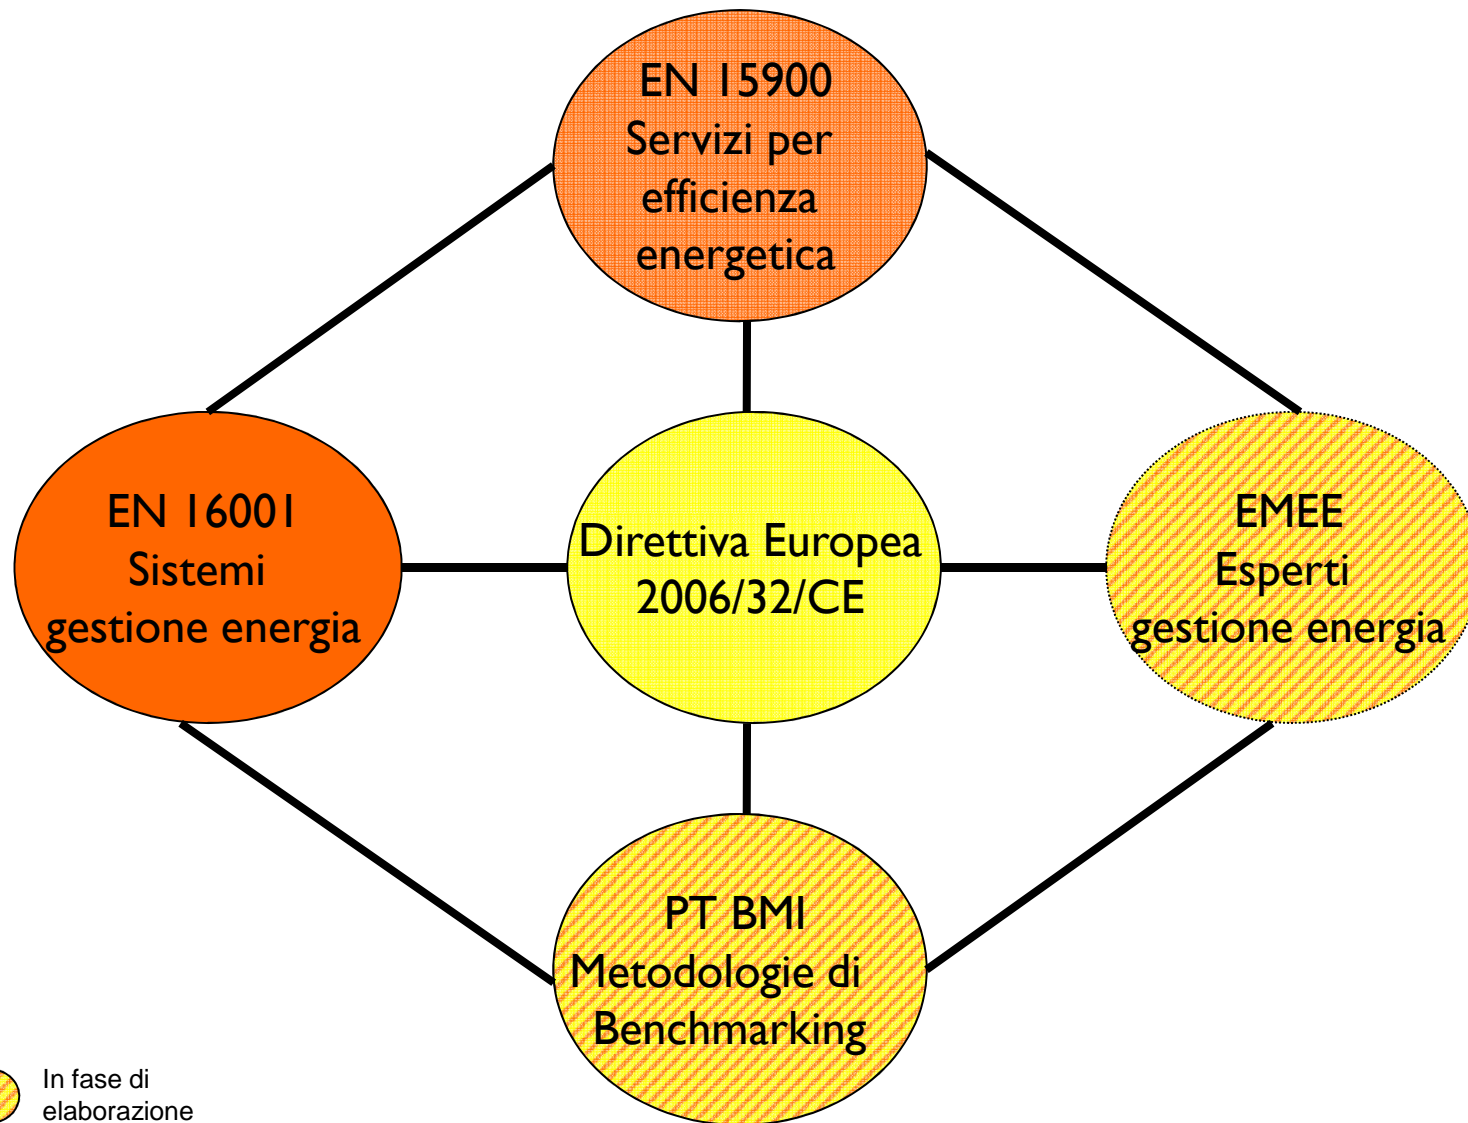 EN 15900
Servizi per
efficienza
energetica
EN 16001
Sistemi
gestione energia
Direttiva Europea
2006/32/CE
EMEE
Esperti
gestione energia
PT BMI
Metodologie di
Benchmarking
In fase di
elaborazione